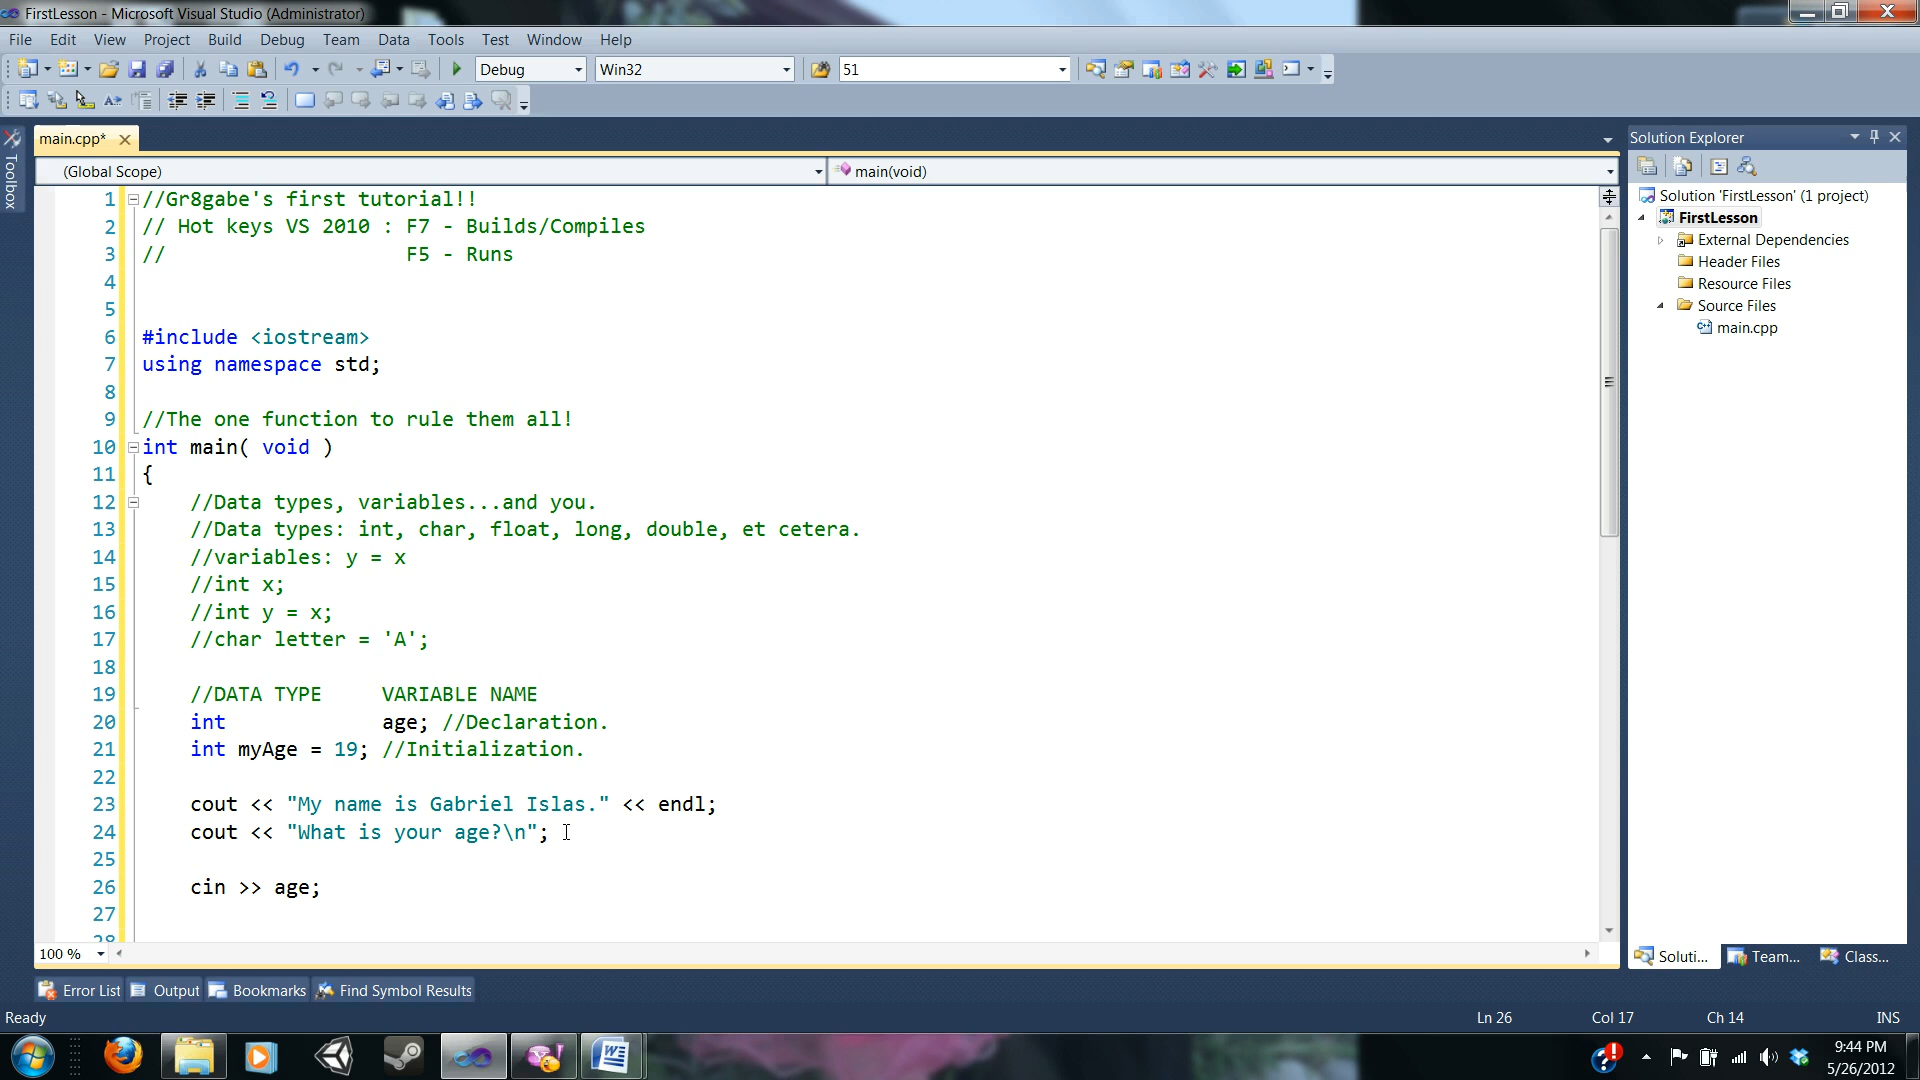 FirstLesson - Microsoft Visual Studio (Administrator)
File Edit View Project Build Debug Team Data Tools Test Window Help
Debug Win32 51
Toolbox
main.cpp*
(Global Scope) main(void)
1 //Gr8gabe's first tutorial!!
2 // Hot keys VS 2010 : F7 - Builds/Compiles
3 // F5 - Runs
4
5
6 #include <iostream>
7 using namespace std;
8
9 //The one function to rule them all!
10 int main( void )
11 {
12 //Data types, variables...and you.
13 //Data types: int, char, float, long, double, et cetera.
14 //variables: y = x
15 //int x;
16 //int y = x;
17 //char letter = 'A';
18
19 //DATA TYPE VARIABLE NAME
20 int age; //Declaration.
21 int myAge = 19; //Initialization.
22
23 cout << "My name is Gabriel Islas." << endl;
24 cout << "What is your age?\n";
25
26 cin >> age;
27
28
100 %
Solution Explorer
Solution 'FirstLesson' (1 project)
FirstLesson
External Dependencies
Header Files
Resource Files
Source Files
main.cpp
Soluti... Team... Class...
Error List Output Bookmarks Find Symbol Results
Ready Ln 26 Col 17 Ch 14 INS
9:44 PM
5/26/2012